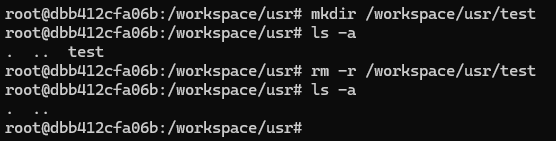 root@dbb412cfa06b:/workspace/usr# mkdir /workspace/usr/test
root@dbb412cfa06b:/workspace/usr# ls -a
.  ..  test
root@dbb412cfa06b:/workspace/usr# rm -r /workspace/usr/test
root@dbb412cfa06b:/workspace/usr# ls -a
.  ..
root@dbb412cfa06b:/workspace/usr#